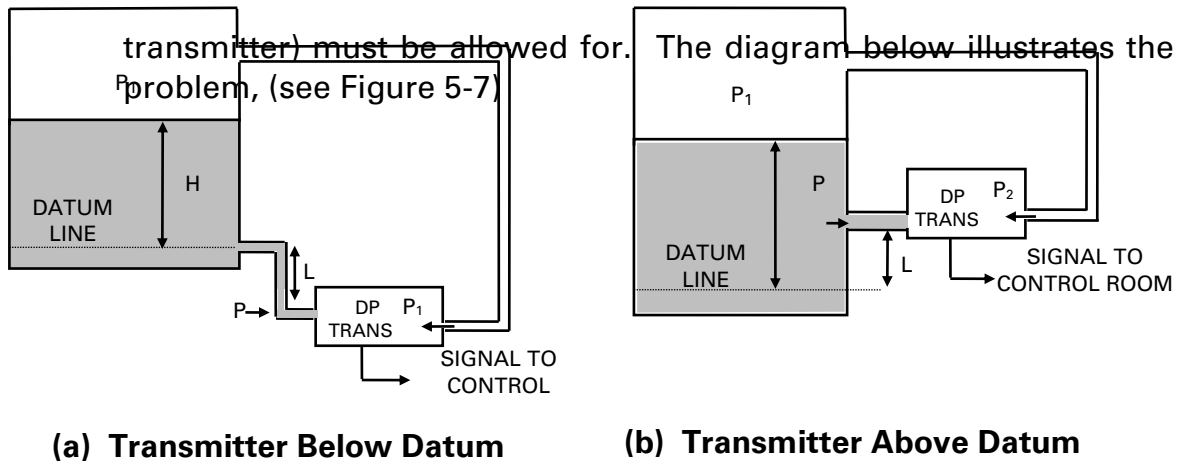 transmitter) must be allowed for. The diagram below illustrates the
problem, (see Figure 5-7)
P₁
H
DATUM
LINE
L
P
DP P₁
TRANS
SIGNAL TO
CONTROL
(a) Transmitter Below Datum
P₁
P
DP P₂
TRANS
DATUM
LINE
L
SIGNAL TO
CONTROL ROOM
(b) Transmitter Above Datum